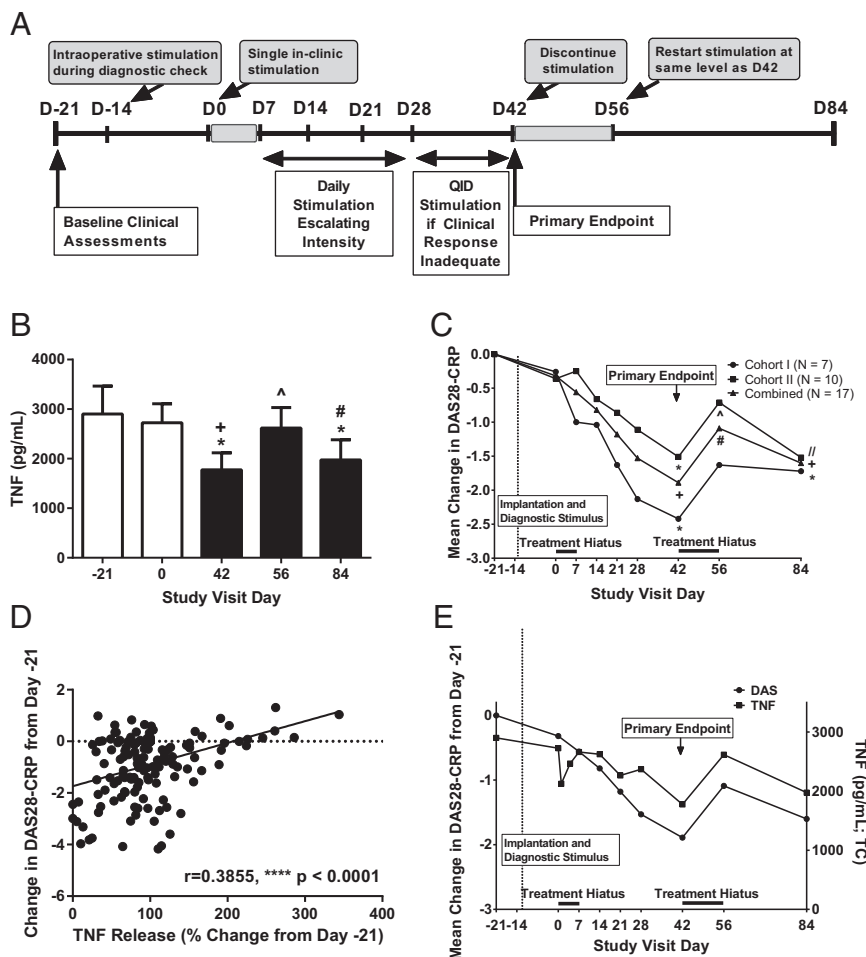 A
Intraoperative stimulation
during diagnostic check
Single in-clinic
stimulation
Discontinue
stimulation
Restart stimulation at
same level as D42
D-21
D-14
D0
D7
D14
D21
D28
D42
D56
D84
Baseline Clinical
Assessments
Daily
Stimulation
Escalating
Intensity
QID
Stimulation
if Clinical
Response
Inadequate
Primary Endpoint
B
TNF (pg/mL)
4000
3000
2000
1000
0
+
*
^
#
*
-21
0
42
56
84
Study Visit Day
C
Mean Change in DAS28-CRP
0.0
-0.5
-1.0
-1.5
-2.0
-2.5
-3.0
Primary Endpoint
Cohort I (N = 7)
Cohort II (N = 10)
Combined (N = 17)
*
+
*
^
#
//
+
*
Implantation and
Diagnostic Stimulus
Treatment Hiatus
Treatment Hiatus
-21-14 0 7 14 21 28 42 56 84
Study Visit Day
D
Change in DAS28-CRP from Day -21
2
0
-2
-4
-6
r=0.3855, **** p < 0.0001
0 100 200 300 400
TNF Release (% Change from Day -21)
E
Mean Change in DAS28-CRP from Day -21
0
-1
-2
-3
DAS
TNF
Primary Endpoint
Implantation and
Diagnostic Stimulus
Treatment Hiatus
Treatment Hiatus
3000
2000
1000
0
TNF (pg/mL; TC)
-21-14 0 7 14 21 28 42 56 84
Study Visit Day